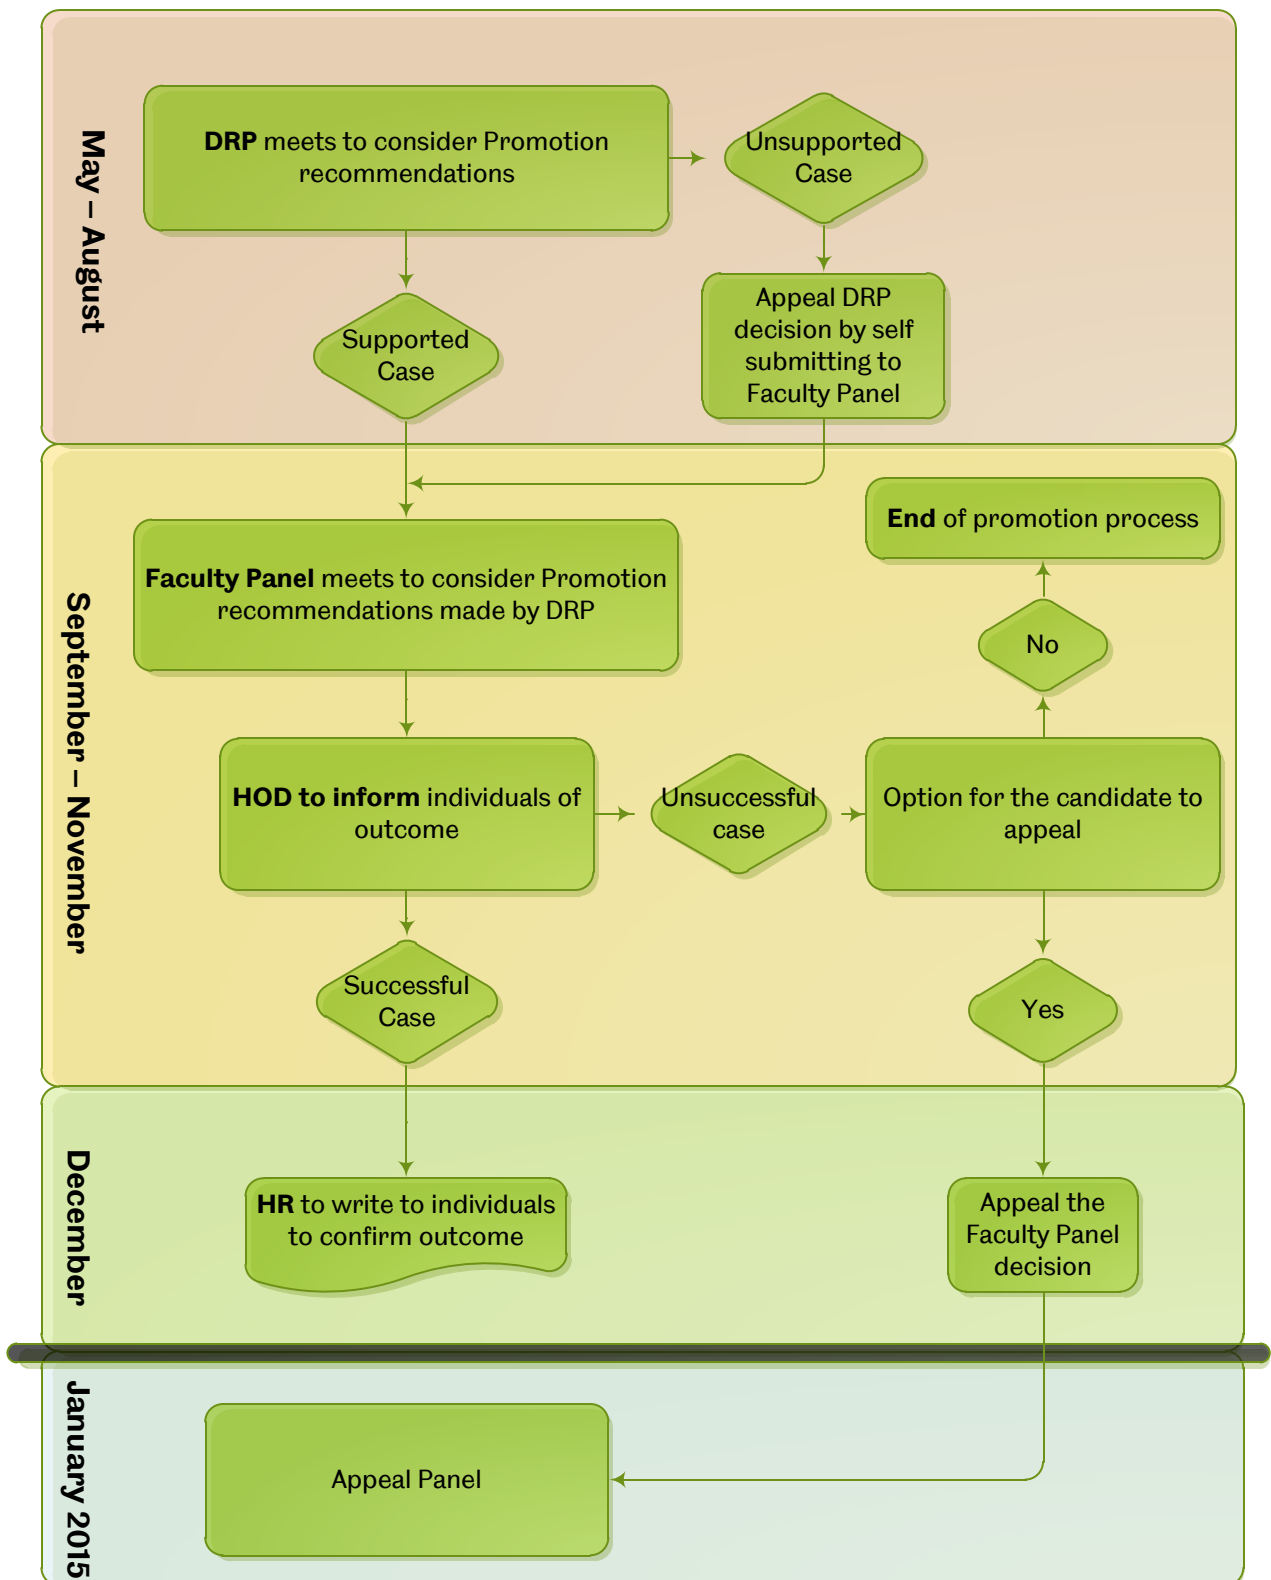 May – August
DRP meets to consider Promotion
recommendations
Unsupported
Case
Supported
Case
Appeal DRP
decision by self
submitting to
Faculty Panel
September – November
End of promotion process
Faculty Panel meets to consider Promotion
recommendations made by DRP
No
HOD to inform individuals of
outcome
Unsuccessful
case
Option for the candidate to
appeal
Successful
Case
Yes
December
HR to write to individuals
to confirm outcome
Appeal the
Faculty Panel
decision
January 2015
Appeal Panel